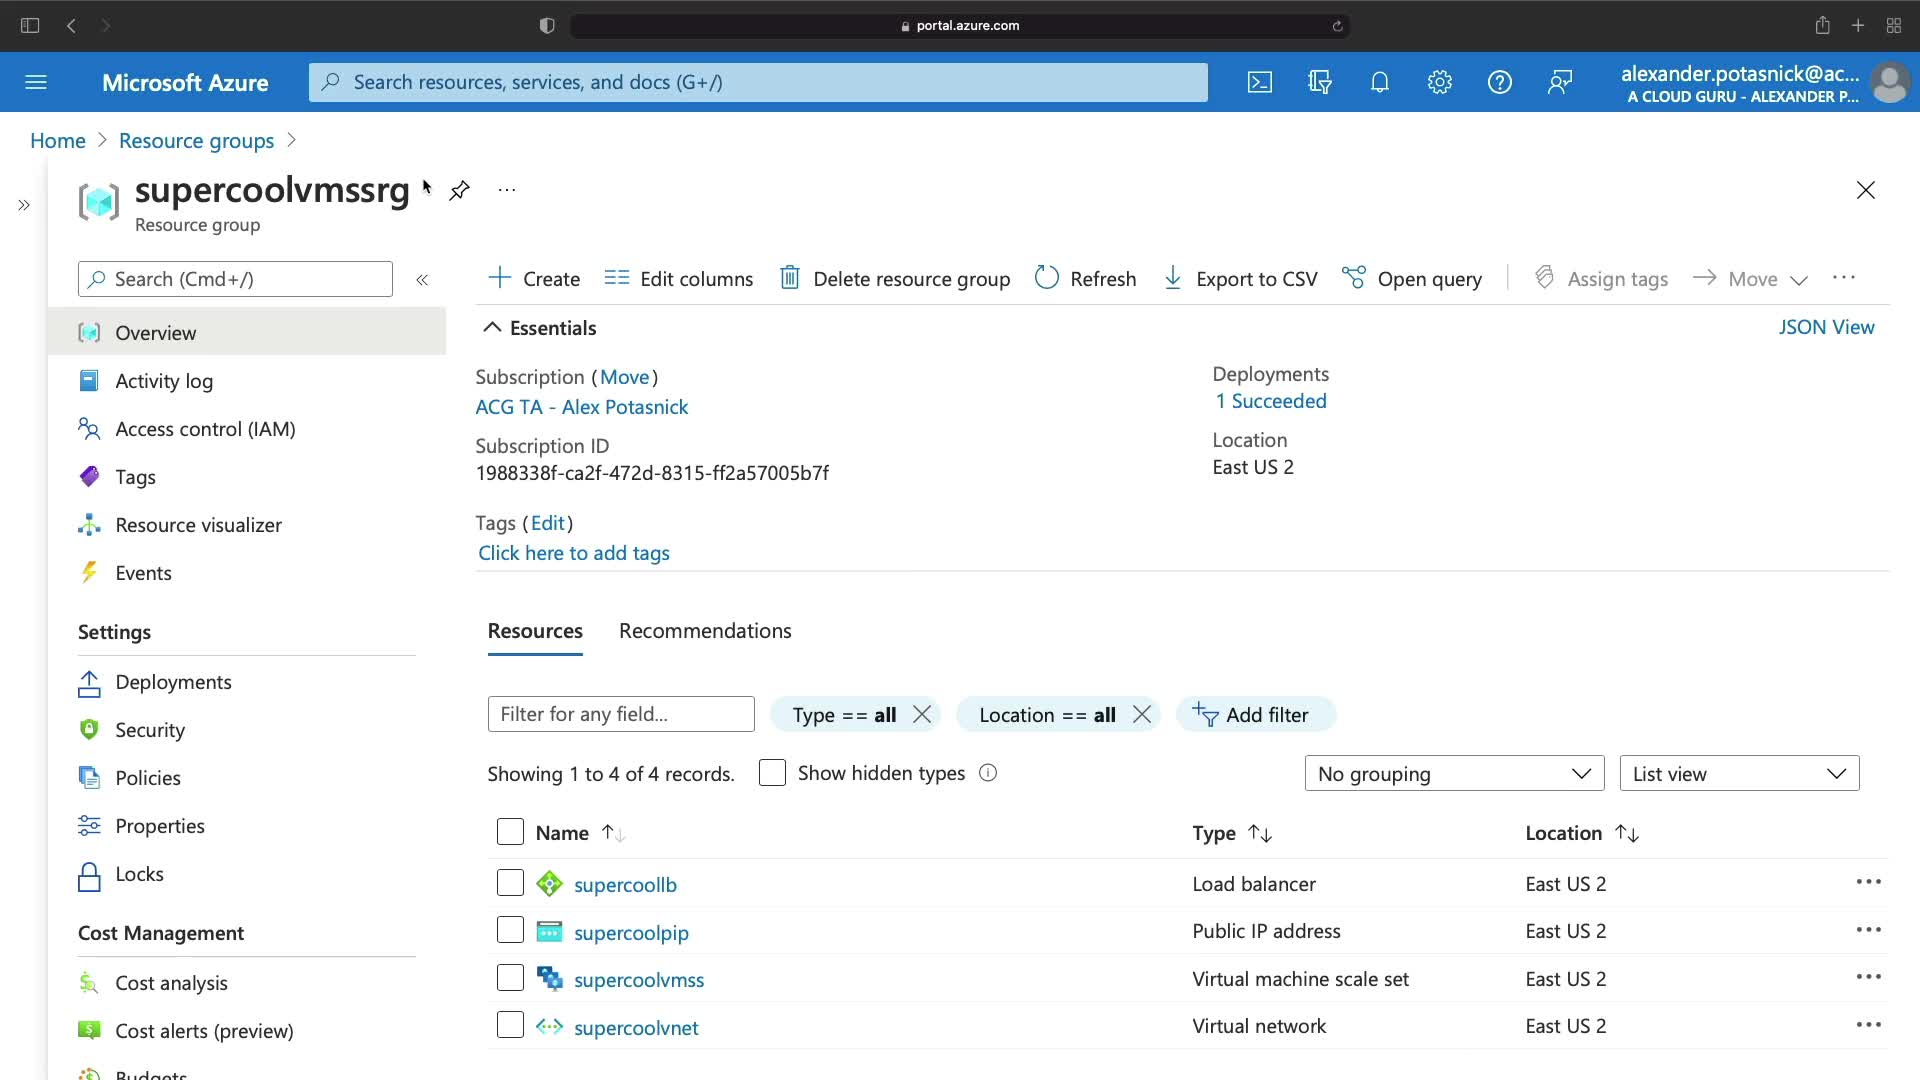 portal.azure.com
Microsoft Azure
Search resources, services, and docs (G+/)
alexander.potasnick@ac...
A CLOUD GURU - ALEXANDER P...
Home > Resource groups >
supercoolvmssrg
Resource group
Search (Cmd+/)
Overview
Activity log
Access control (IAM)
Tags
Resource visualizer
Events
Settings
Deployments
Security
Policies
Properties
Locks
Cost Management
Cost analysis
Cost alerts (preview)
Budgets
Create Edit columns Delete resource group Refresh Export to CSV Open query Assign tags Move
Essentials
JSON View
Subscription (Move)
ACG TA - Alex Potasnick
Subscription ID
1988338f-ca2f-472d-8315-ff2a57005b7f
Deployments
1 Succeeded
Location
East US 2
Tags (Edit)
Click here to add tags
Resources Recommendations
Filter for any field... Type == all Location == all Add filter
Showing 1 to 4 of 4 records. Show hidden types No grouping List view
Name Type Location
supercoollb Load balancer East US 2
supercoolpip Public IP address East US 2
supercoolvmss Virtual machine scale set East US 2
supercoolvnet Virtual network East US 2